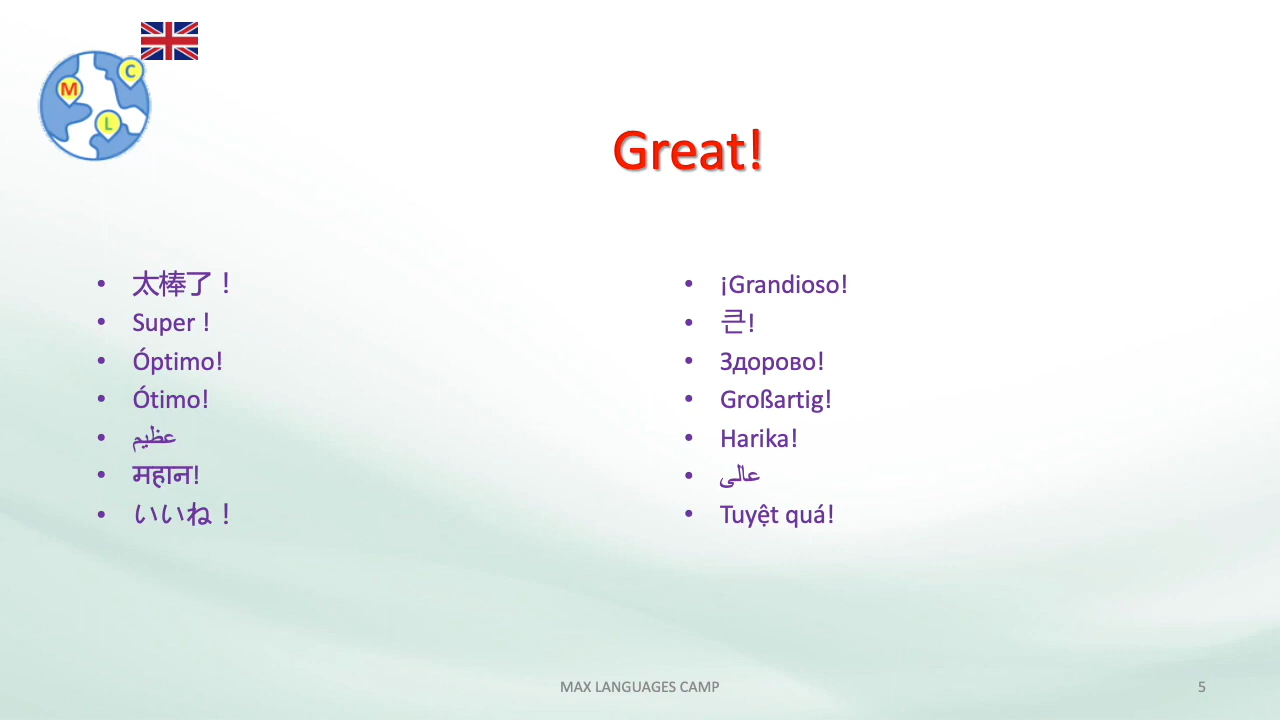 C
M
L
Great!
• 太棒了！
• Super !
• Óptimo!
• Ótimo!
• عظيم
• महान!
• いいね！
• ¡Grandioso!
• 큰!
• Здорово!
• Großartig!
• Harika!
• عالی
• Tuyệt quá!
MAX LANGUAGES CAMP
5